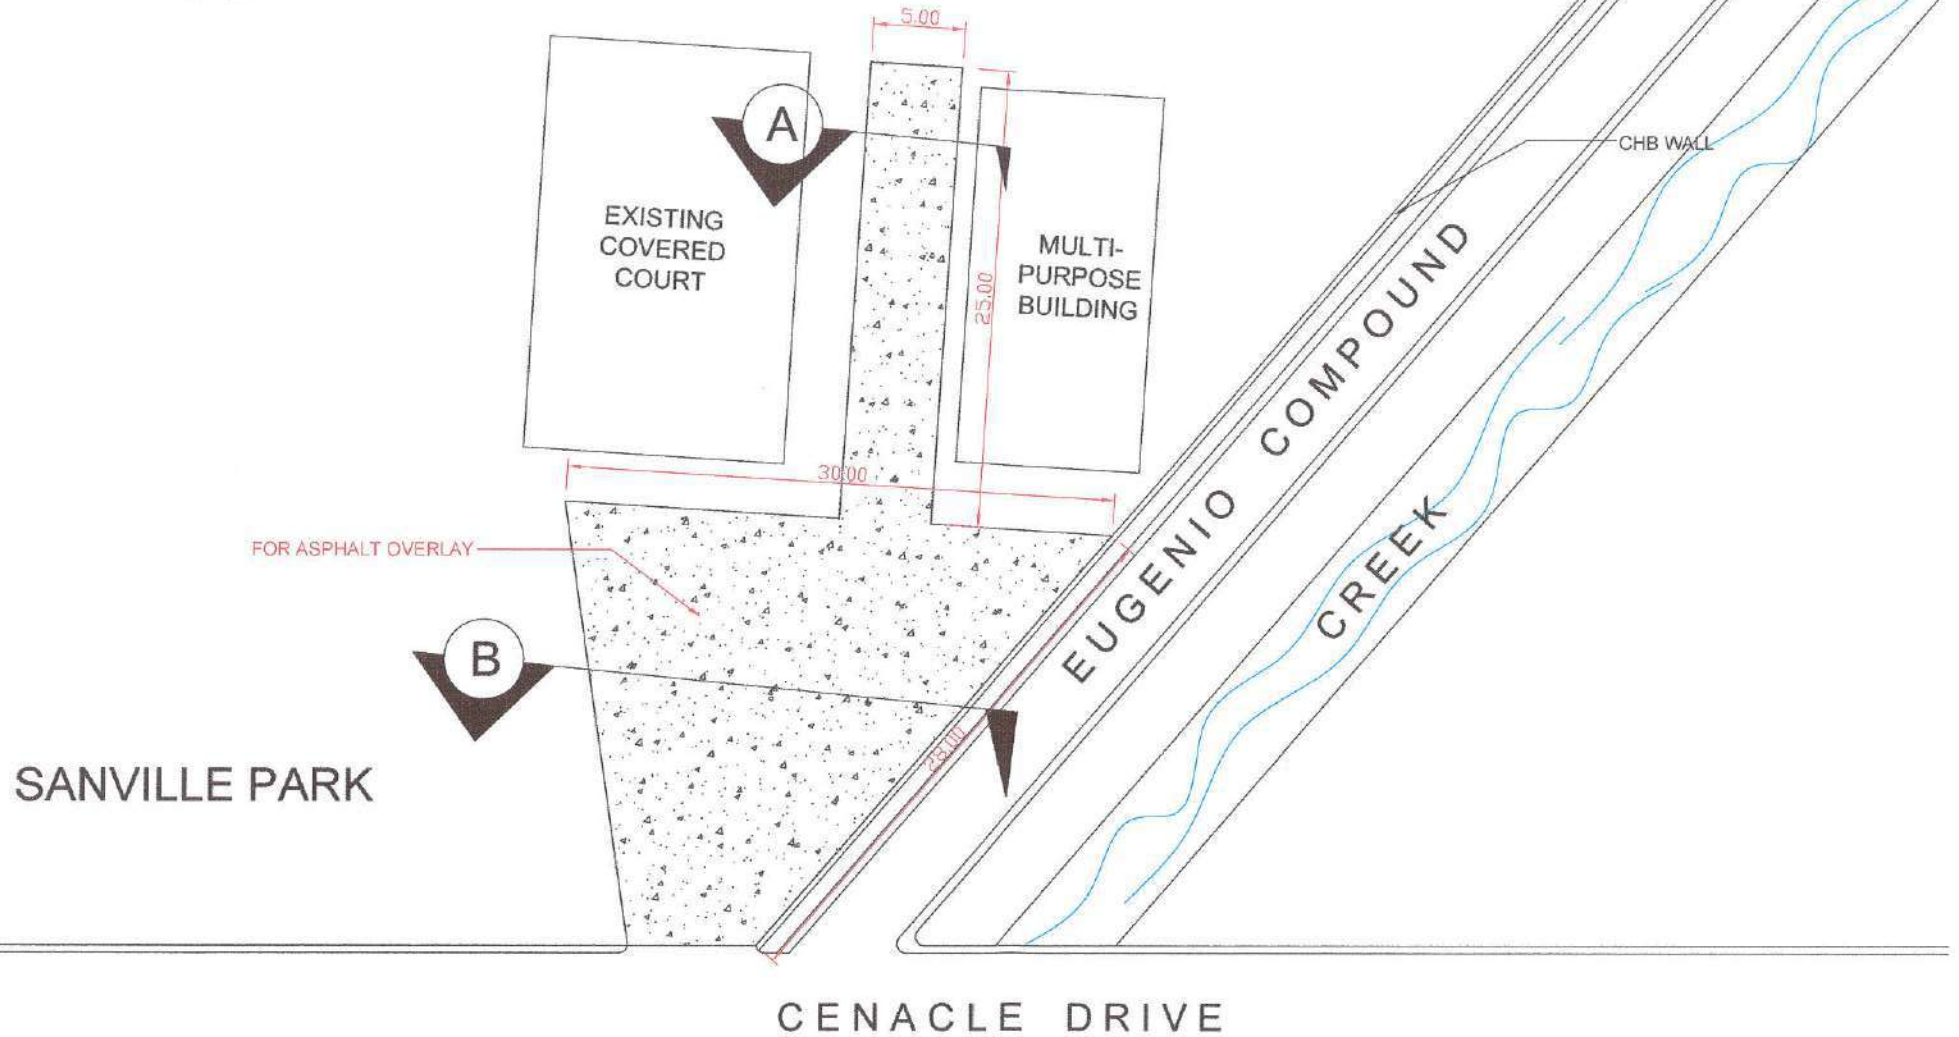 5.00
A
CHB WALL
EXISTING
COVERED
COURT
MULTI-
PURPOSE
BUILDING
25.00
30.00
FOR ASPHALT OVERLAY
EUGENIO COMPOUND
CREEK
B
28.00
SANVILLE PARK
CENACLE DRIVE